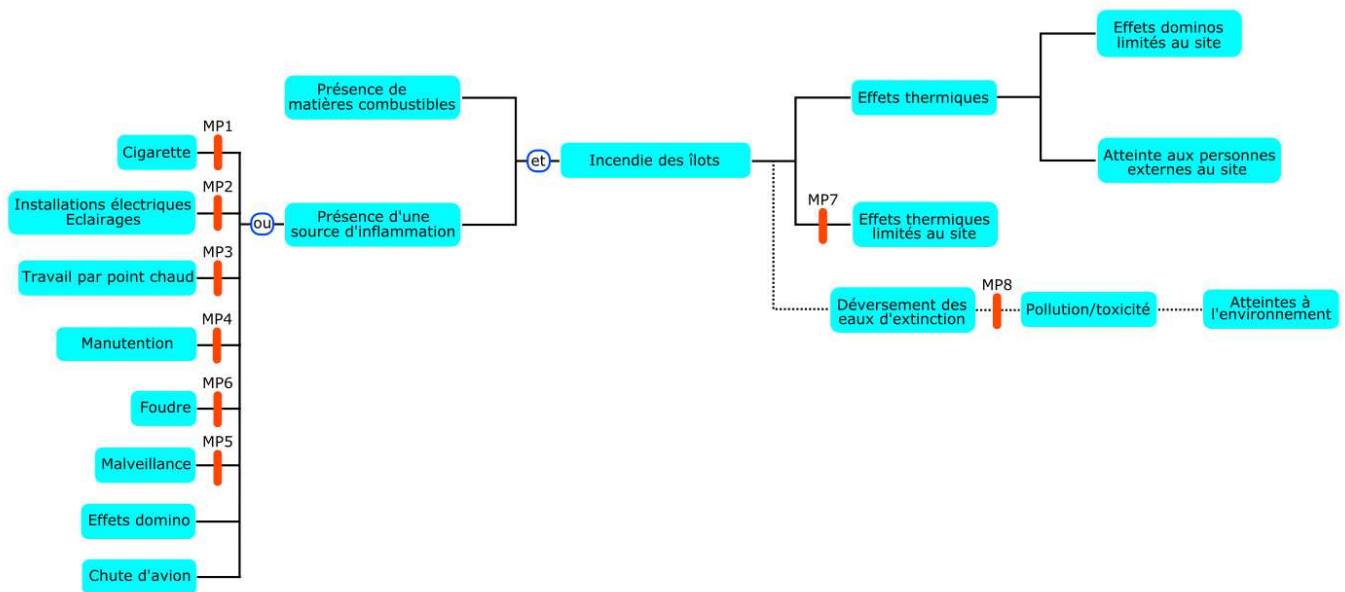 MP1
Cigarette
MP2
Installations électriques
Eclairages
MP3
Travail par point chaud
MP4
Manutention
MP6
Foudre
MP5
Malveillance
Effets domino
Chute d'avion
ou
Présence de
matières combustibles
Présence d'une
source d'inflammation
et
Incendie des îlots
Effets thermiques
Effets dominos
limités au site
Atteinte aux personnes
externes au site
MP7
Effets thermiques
limités au site
Déversement des
eaux d'extinction
MP8
Pollution/toxicité
Atteintes à
l'environnement